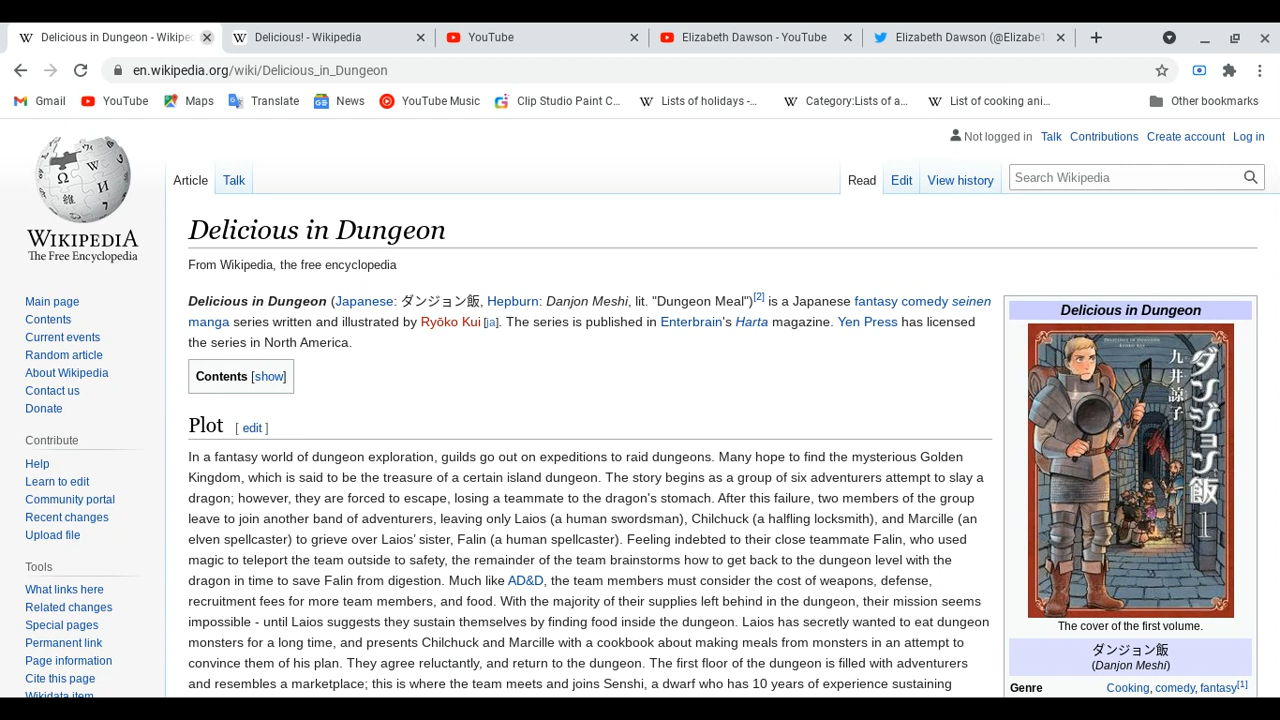 Delicious in Dungeon - Wikipe
Delicious! - Wikipedia
YouTube
Elizabeth Dawson - YouTube
Elizabeth Dawson (@Elizabe
en.wikipedia.org/wiki/Delicious_in_Dungeon
Gmail
YouTube
Maps
Translate
News
YouTube Music
Clip Studio Paint C...
Lists of holidays -...
Category:Lists of a...
List of cooking ani...
Other bookmarks
Not logged in Talk Contributions Create account Log in
Article Talk
Read Edit View history
Search Wikipedia
WIKIPEDIA
The Free Encyclopedia
Main page
Contents
Current events
Random article
About Wikipedia
Contact us
Donate
Contribute
Help
Learn to edit
Community portal
Recent changes
Upload file
Tools
What links here
Related changes
Special pages
Permanent link
Page information
Cite this page
Wikidata item
Delicious in Dungeon
From Wikipedia, the free encyclopedia
Delicious in Dungeon (Japanese: ダンジョン飯, Hepburn: Danjon Meshi, lit. "Dungeon Meal")[2] is a Japanese fantasy comedy seinen
manga series written and illustrated by Ryōko Kui [ja]. The series is published in Enterbrain's Harta magazine. Yen Press has licensed
the series in North America.
Contents [show]
Plot [ edit ]
In a fantasy world of dungeon exploration, guilds go out on expeditions to raid dungeons. Many hope to find the mysterious Golden
Kingdom, which is said to be the treasure of a certain island dungeon. The story begins as a group of six adventurers attempt to slay a
dragon; however, they are forced to escape, losing a teammate to the dragon's stomach. After this failure, two members of the group
leave to join another band of adventurers, leaving only Laios (a human swordsman), Chilchuck (a halfling locksmith), and Marcille (an
elven spellcaster) to grieve over Laios' sister, Falin (a human spellcaster). Feeling indebted to their close teammate Falin, who used
magic to teleport the team outside to safety, the remainder of the team brainstorms how to get back to the dungeon level with the
dragon in time to save Falin from digestion. Much like AD&D, the team members must consider the cost of weapons, defense,
recruitment fees for more team members, and food. With the majority of their supplies left behind in the dungeon, their mission seems
impossible - until Laios suggests they sustain themselves by finding food inside the dungeon. Laios has secretly wanted to eat dungeon
monsters for a long time, and presents Chilchuck and Marcille with a cookbook about making meals from monsters in an attempt to
convince them of his plan. They agree reluctantly, and return to the dungeon. The first floor of the dungeon is filled with adventurers
and resembles a marketplace; this is where the team meets and joins Senshi, a dwarf who has 10 years of experience sustaining
Delicious in Dungeon
DELICIOUS IN DUNGEON
RYOKO KUI
ダンジョン飯
九井諒子
1
The cover of the first volume.
ダンジョン飯
(Danjon Meshi)
Genre Cooking, comedy, fantasy[1]